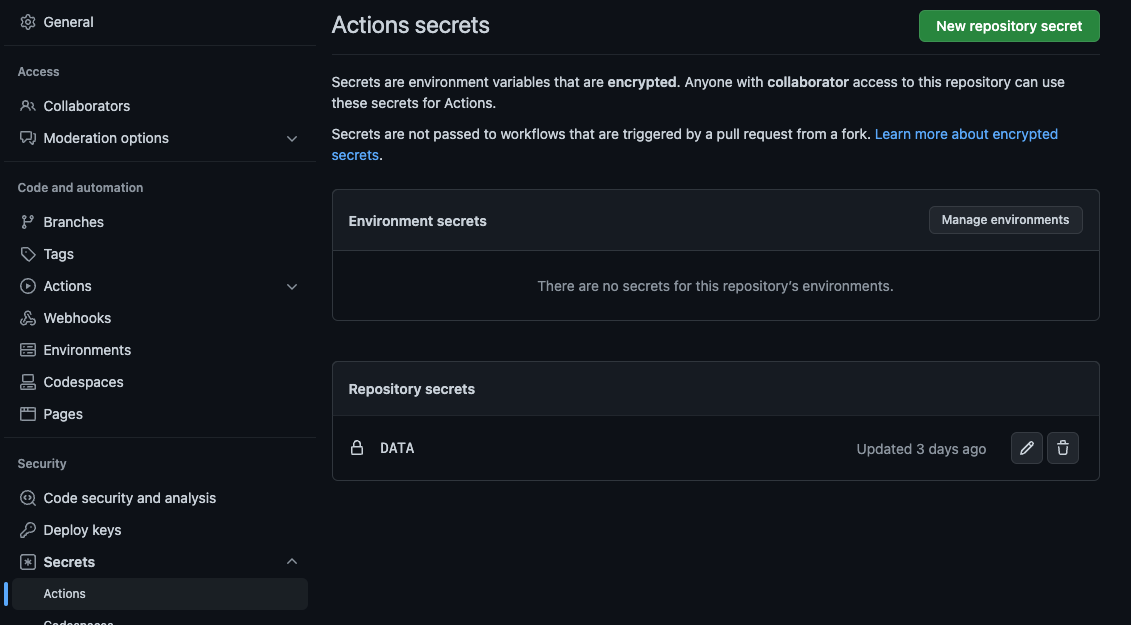 General
Access
Collaborators
Moderation options
Code and automation
Branches
Tags
Actions
Webhooks
Environments
Codespaces
Pages
Security
Code security and analysis
Deploy keys
Secrets
Actions
Codespaces
Actions secrets
New repository secret
Secrets are environment variables that are encrypted. Anyone with collaborator access to this repository can use
these secrets for Actions.
Secrets are not passed to workflows that are triggered by a pull request from a fork. Learn more about encrypted
secrets.
Environment secrets
Manage environments
There are no secrets for this repository’s environments.
Repository secrets
DATA
Updated 3 days ago